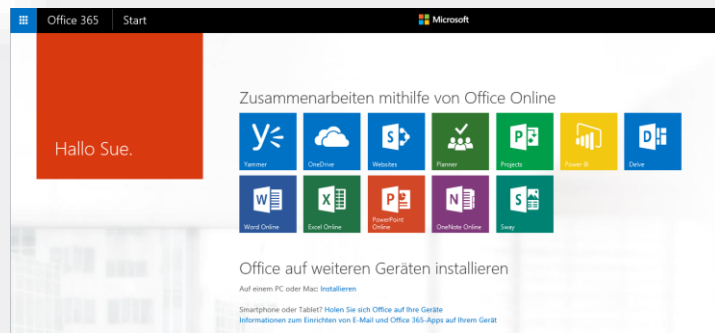 Office 365 Start Microsoft
Hallo Sue.
Zusammenarbeiten mithilfe von Office Online
Yammer OneDrive Websites Planner Projects Power BI Delve
Word Online Excel Online PowerPoint Online OneNote Online Sway
Office auf weiteren Geräten installieren
Auf einem PC oder Mac: Installieren
Smartphone oder Tablet? Holen Sie sich Office auf Ihre Geräte
Informationen zum Einrichten von E-Mail und Office 365-Apps auf Ihrem Gerät